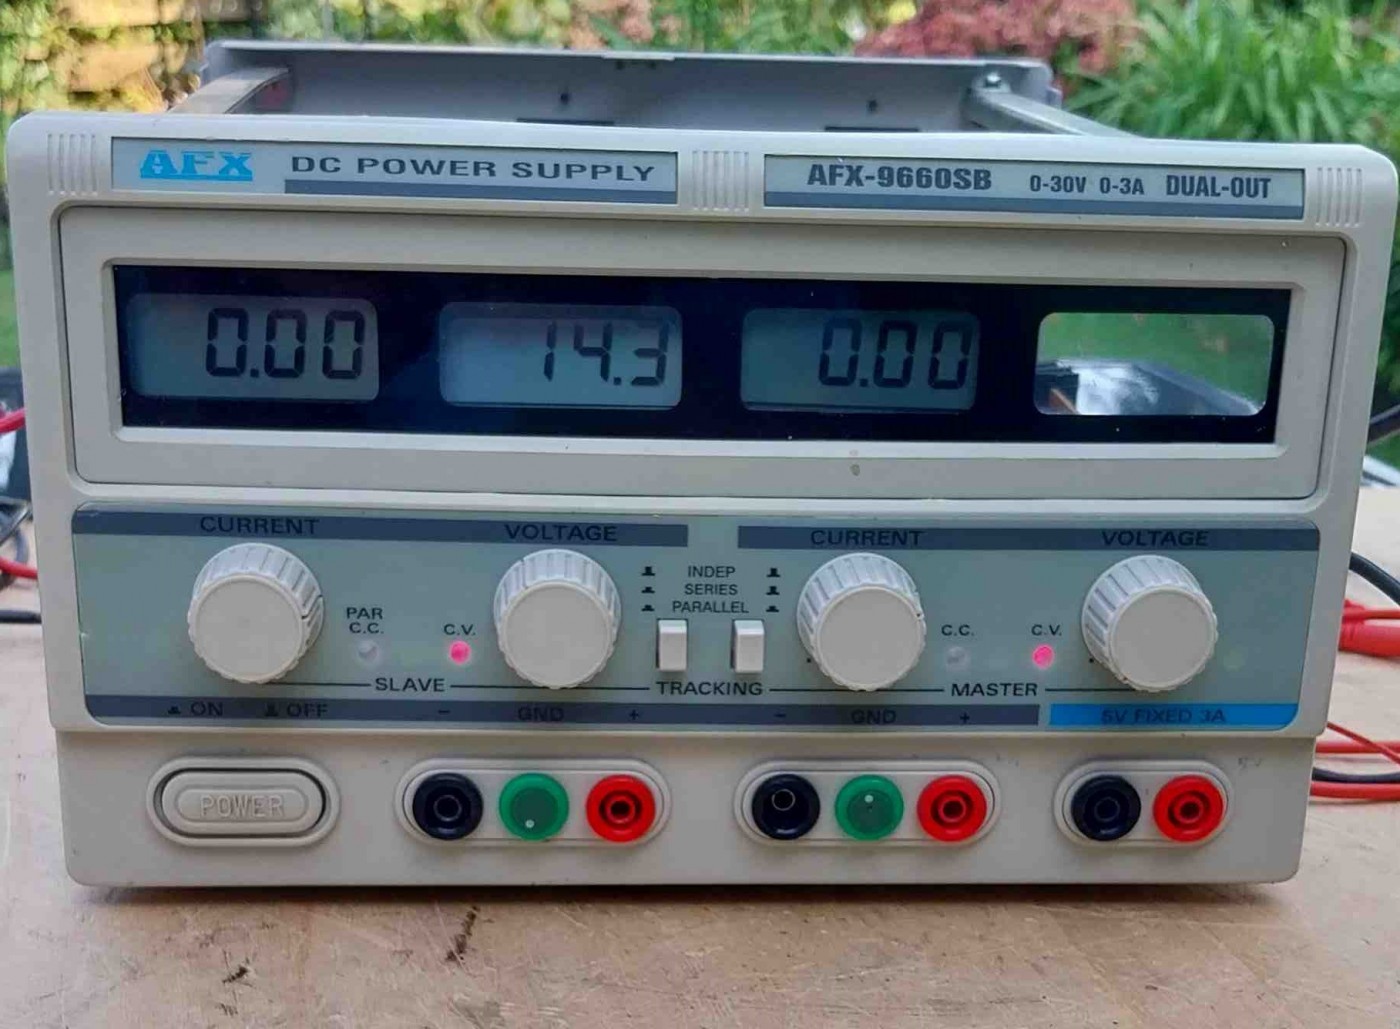 AFX DC POWER SUPPLY AFX-9660SB 0-30V 0-3A DUAL-OUT
0.00 14.3 0.00
CURRENT VOLTAGE CURRENT VOLTAGE
INDEP
SERIES
PARALLEL
PAR
C.C. C.V. C.C. C.V.
SLAVE TRACKING MASTER
ON OFF - GND + - GND + 5V FIXED 3A
POWER